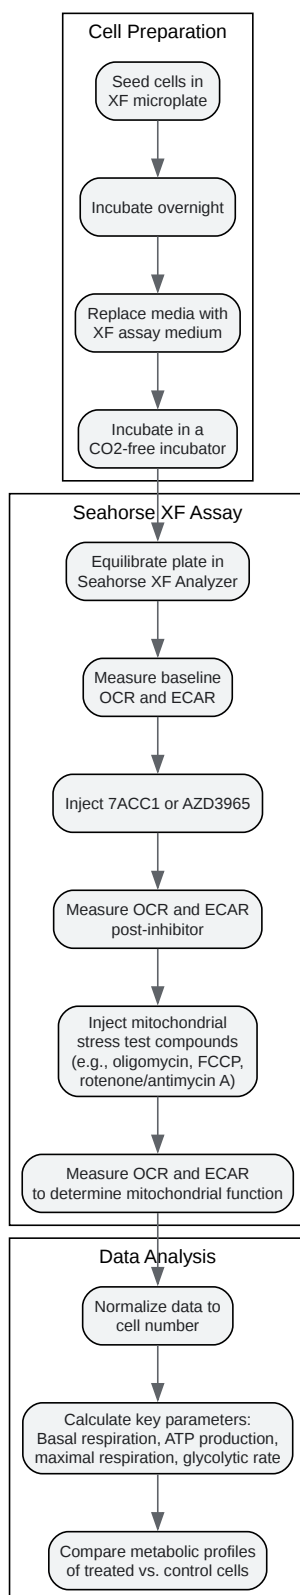 Cell Preparation
Seed cells in
XF microplate
Incubate overnight
Replace media with
XF assay medium
Incubate in a
CO2-free incubator
Seahorse XF Assay
Equilibrate plate in
Seahorse XF Analyzer
Measure baseline
OCR and ECAR
Inject 7ACC1 or AZD3965
Measure OCR and ECAR
post-inhibitor
Inject mitochondrial
stress test compounds
(e.g., oligomycin, FCCP,
rotenone/antimycin A)
Measure OCR and ECAR
to determine mitochondrial function
Data Analysis
Normalize data to
cell number
Calculate key parameters:
Basal respiration, ATP production,
maximal respiration, glycolytic rate
Compare metabolic profiles
of treated vs. control cells